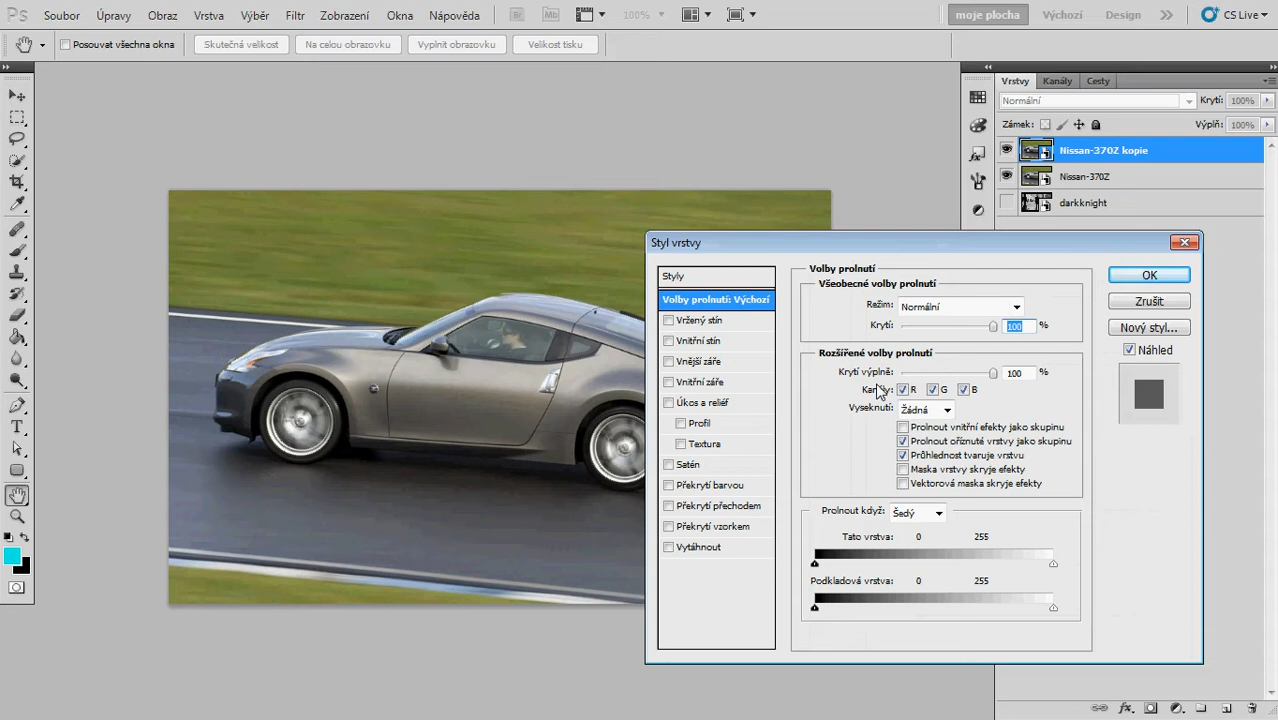 Ps Soubor Úpravy Obraz Vrstva Výběr Filtr Zobrazení Okna Nápověda Br Mb 100% moje plocha Výchozí Design CS Live
Posouvat všechna okna Skutečná velikost Na celou obrazovku Vyplnit obrazovku Velikost tisku
Vrstvy Kanály Cesty
Normální Krytí: 100%
Zámek: Výplň: 100%
Nissan-370Z kopie
Nissan-370Z
darkknight
Styl vrstvy
Styly
Volby prolnutí: Výchozí
Vržený stín
Vnitřní stín
Vnější záře
Vnitřní záře
Úkos a reliéf
Profil
Textura
Satén
Překrytí barvou
Překrytí přechodem
Překrytí vzorkem
Vytáhnout
Volby prolnutí
Všeobecné volby prolnutí
Režim: Normální
Krytí: 100 %
Rozšířené volby prolnutí
Krytí výplně: 100 %
R G B
Vyseknutí: Žádná
Prolnout vnitřní efekty jako skupinu
Prolnout oříznuté vrstvy jako skupinu
Průhlednost tvaruje vrstvu
Maska vrstvy skryje efekty
Vektorová maska skryje efekty
Prolnout když: Šedý
Tato vrstva: 0 255
Podkladová vrstva: 0 255
OK
Zrušit
Nový styl...
Náhled